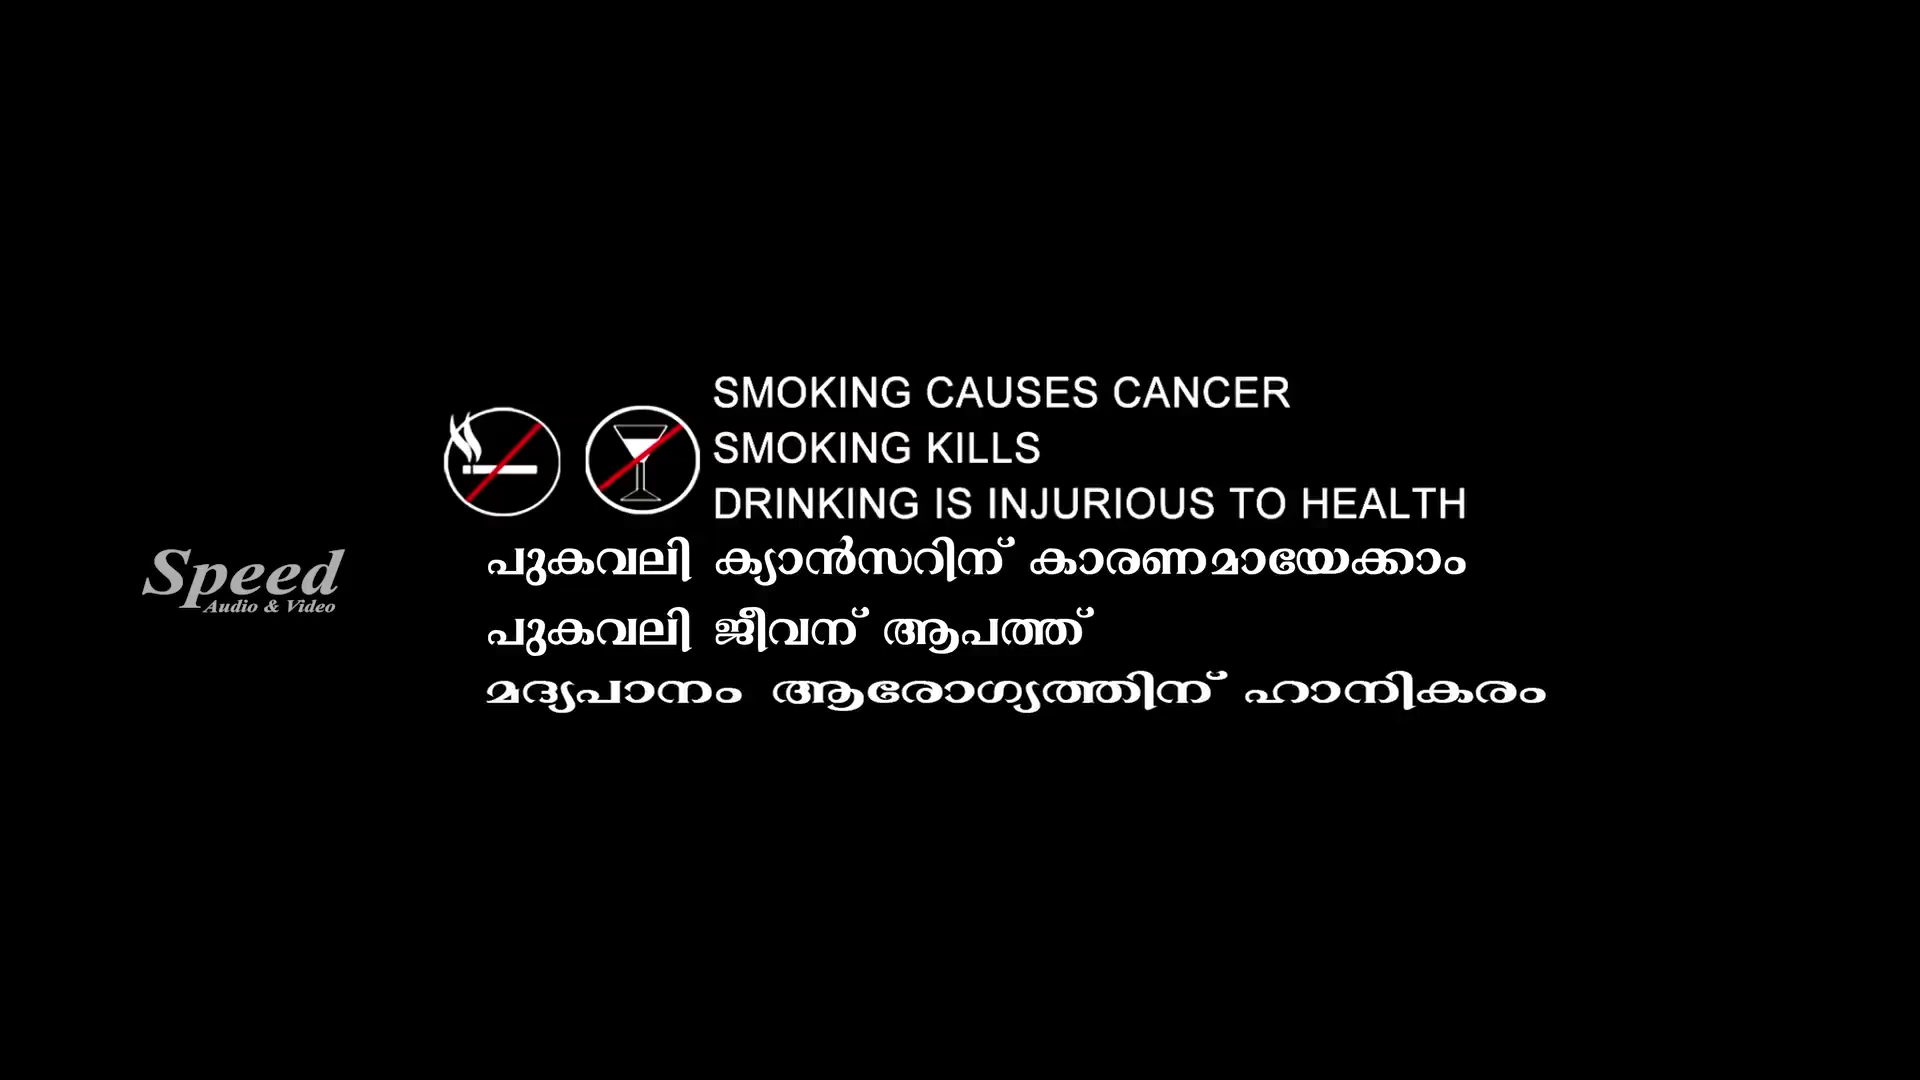 SMOKING CAUSES CANCER
SMOKING KILLS
DRINKING IS INJURIOUS TO HEALTH
പുകവലി ക്യാൻസറിന് കാരണമായേക്കാം
പുകവലി ജീവന് ആപത്ത്
മദ്യപാനം ആരോഗ്യത്തിന് ഹാനികരം
Speed
Audio & Video